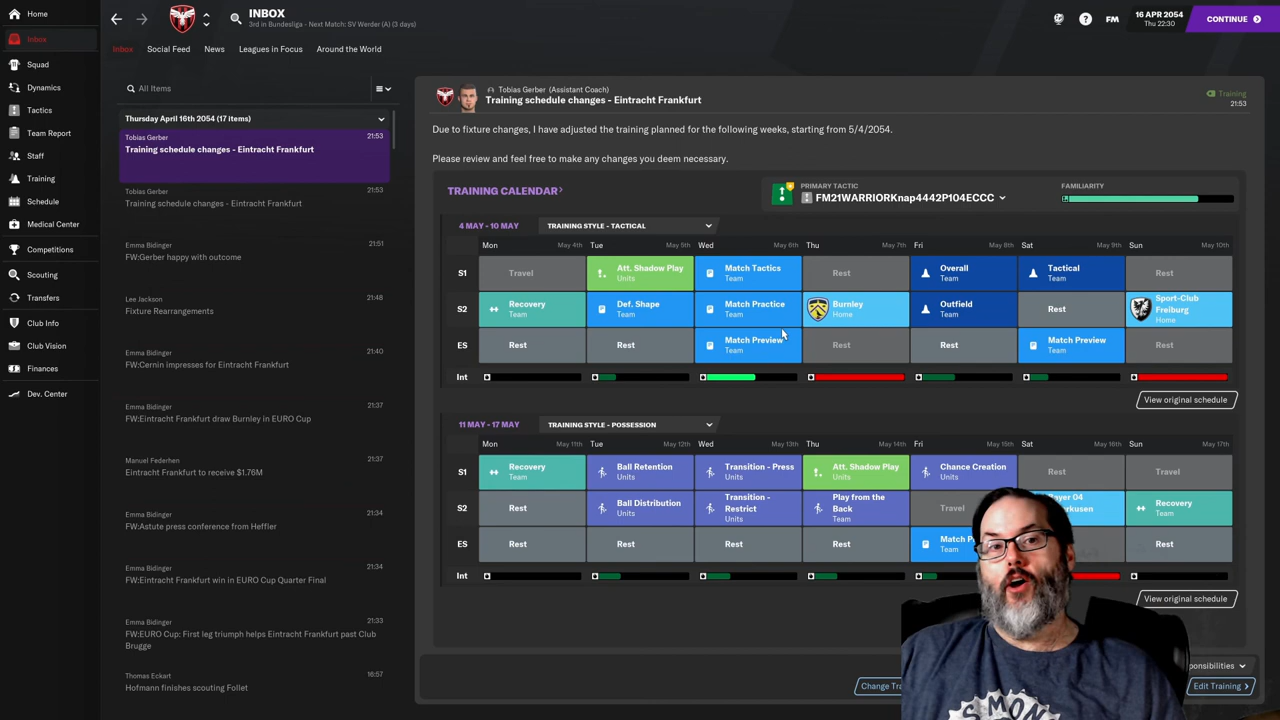 Home
Inbox
Squad
Dynamics
Tactics
Team Report
Staff
Training
Schedule
Medical Center
Competitions
Scouting
Transfers
Club Info
Club Vision
Finances
Dev. Center
INBOX
3rd in Bundesliga - Next Match: SV Werder (A) (3 days)
FM
16 APR 2054
Thu 22:30
CONTINUE
Inbox Social Feed News Leagues in Focus Around the World
All Items
Thursday April 16th 2054 (17 items)
Tobias Gerber 21:53
Training schedule changes - Eintracht Frankfurt
Tobias Gerber 21:53
Training schedule changes - Eintracht Frankfurt
Emma Bidinger 21:51
FW:Gerber happy with outcome
Lee Jackson 21:48
Fixture Rearrangements
Emma Bidinger 21:40
FW:Cernin impresses for Eintracht Frankfurt
Emma Bidinger 21:37
FW:Eintracht Frankfurt draw Burnley in EURO Cup
Manuel Federhen 21:37
Eintracht Frankfurt to receive $1.76M
Emma Bidinger 21:34
FW:Astute press conference from Heffler
Emma Bidinger 21:34
FW:Eintracht Frankfurt win in EURO Cup Quarter Final
Emma Bidinger 21:33
FW:EURO Cup: First leg triumph helps Eintracht Frankfurt past Club
Brugge
Thomas Eckart 16:57
Hofmann finishes scouting Follet
Tobias Gerber (Assistant Coach)
Training schedule changes - Eintracht Frankfurt
Training
21:53
Due to fixture changes, I have adjusted the training planned for the following weeks, starting from 5/4/2054.
Please review and feel free to make any changes you deem necessary.
TRAINING CALENDAR
PRIMARY TACTIC
FM21WARRIORKnap4442P104ECCC
FAMILIARITY
4 MAY - 10 MAY TRAINING STYLE - TACTICAL
Mon May 4th Tue May 5th Wed May 6th Thu May 7th Fri May 8th Sat May 9th Sun May 10th
S1 Travel Att. Shadow Play Units Match Tactics Team Rest Overall Team Tactical Team Rest
S2 Recovery Team Def. Shape Team Match Practice Team Burnley Home Outfield Team Rest Sport-Club Freiburg Home
ES Rest Rest Match Preview Team Rest Rest Match Preview Team Rest
Int
View original schedule
11 MAY - 17 MAY TRAINING STYLE - POSSESSION
Mon May 11th Tue May 12th Wed May 13th Thu May 14th Fri May 15th Sat May 16th Sun May 17th
S1 Recovery Team Ball Retention Units Transition - Press Units Att. Shadow Play Units Chance Creation Units Rest Travel
S2 Rest Ball Distribution Units Transition - Restrict Units Play from the Back Team Travel Recovery Team
ES Rest Rest Rest Rest Team Rest
Int
View original schedule
Edit Training